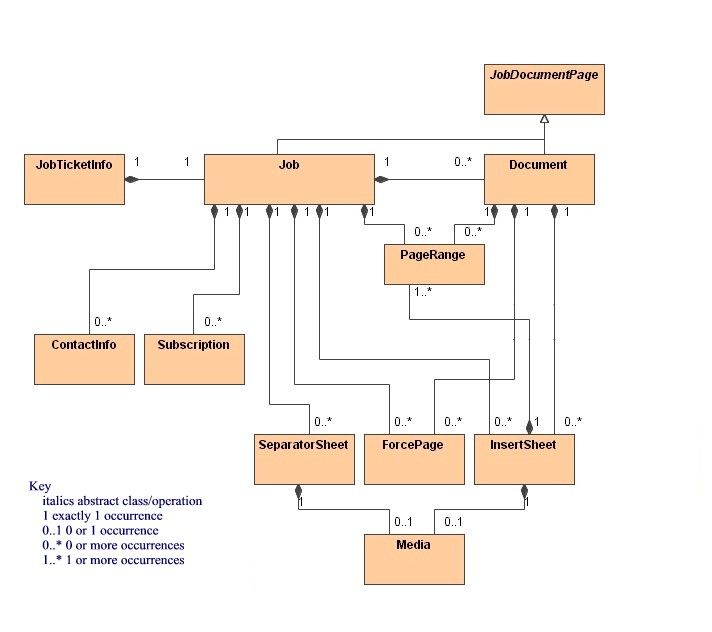 JobDocumentPage
JobTicketInfo 1 1 Job 1 0..* Document
1 1 1 1 1 1 1 1 1
0..* 0..*
PageRange
1..*
0..* 0..*
ContactInfo Subscription
0..* 0..* 0..* 0..* 1 0..*
SeparatorSheet ForcePage InsertSheet
Key
italics abstract class/operation
1 1
1 exactly 1 occurrence
0..1 0..1
0..1 0 or 1 occurrence
Media
0..* 0 or more occurrences
1..* 1 or more occurrences